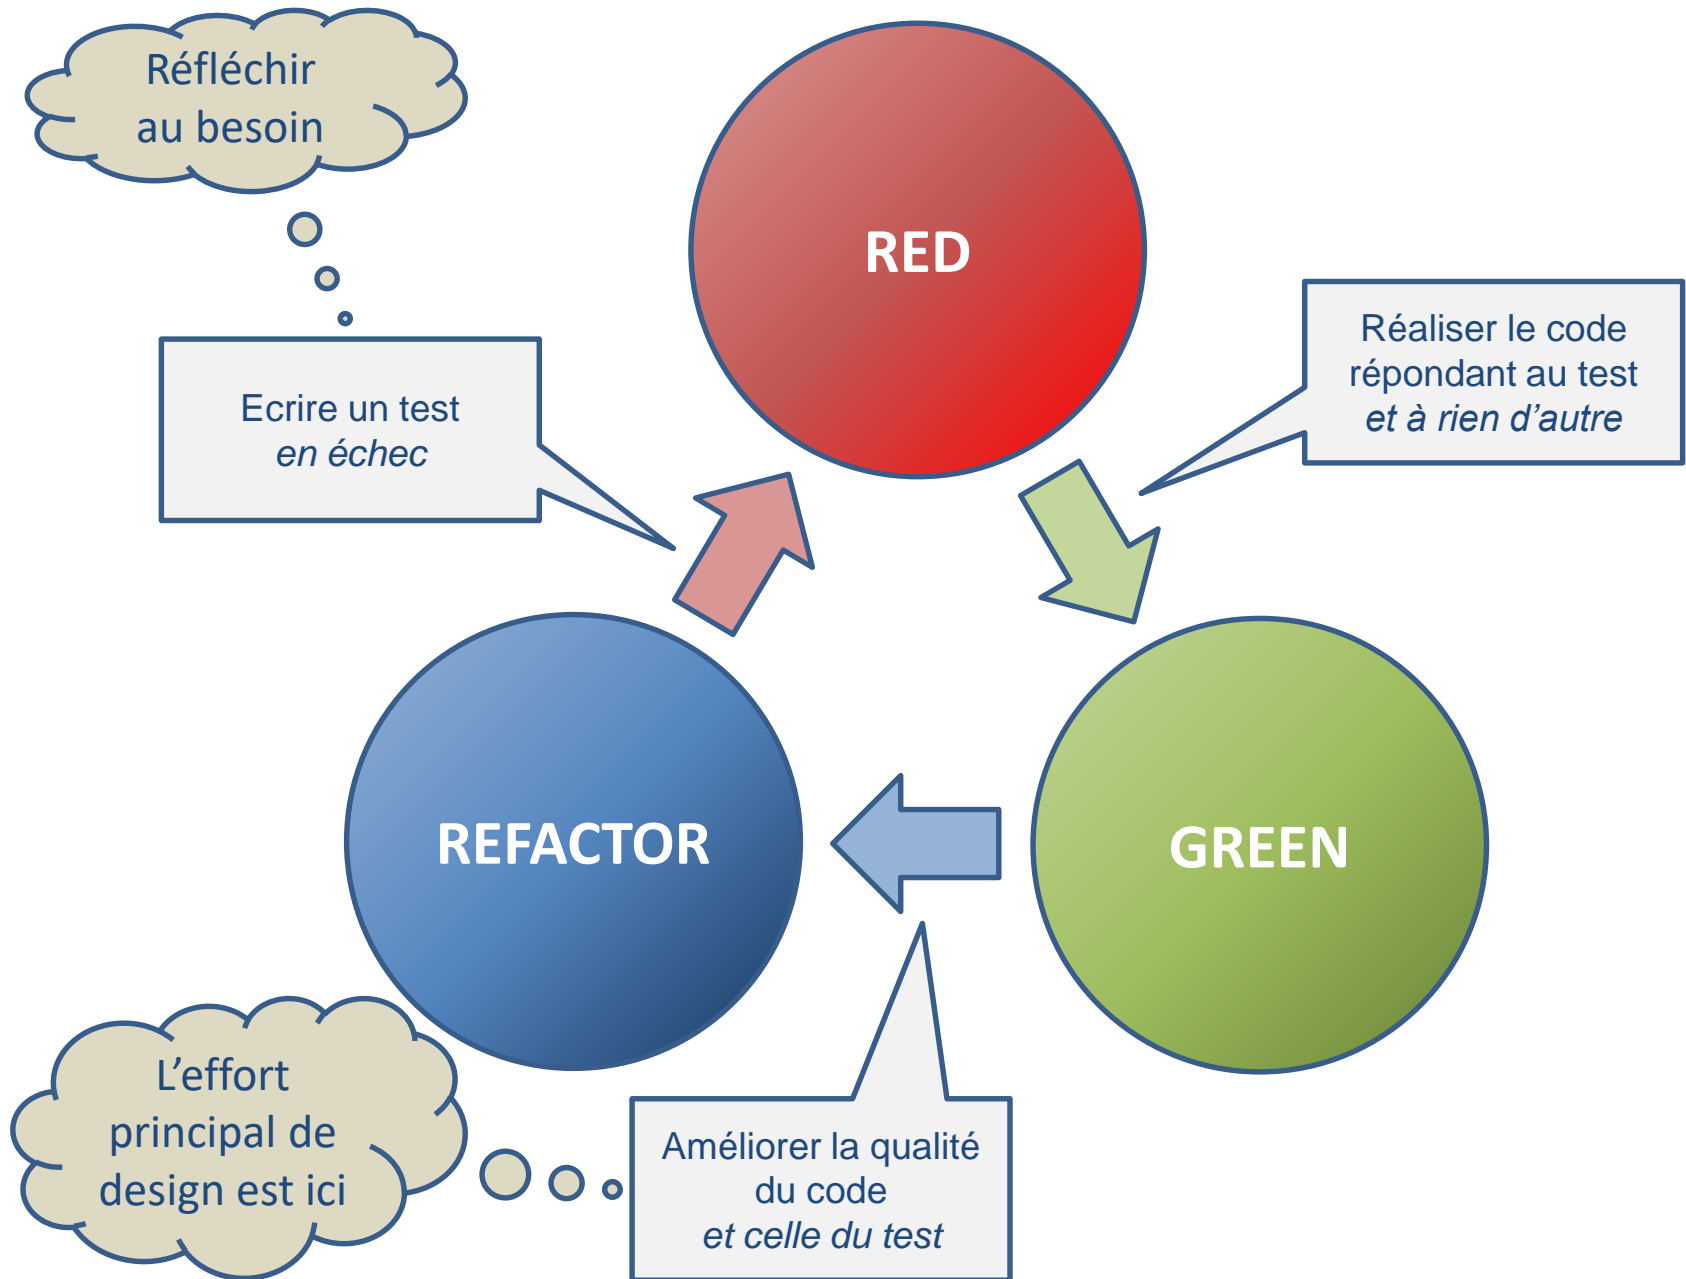 Réfléchir
au besoin
RED
Réaliser le code
répondant au test
et à rien d’autre
Ecrire un test
en échec
REFACTOR
GREEN
L’effort
principal de
design est ici
Améliorer la qualité
du code
et celle du test